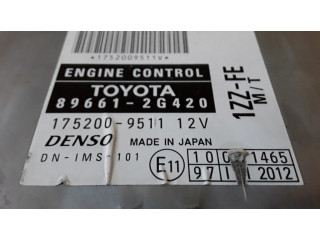 *1752009511V*
ENGINE CONTROL
TOYOTA
89661-2G420
1ZZ-FE
M/T
175200-9511 12V
DENSO MADE IN JAPAN
DN-IMS-101
E11
1465
2012